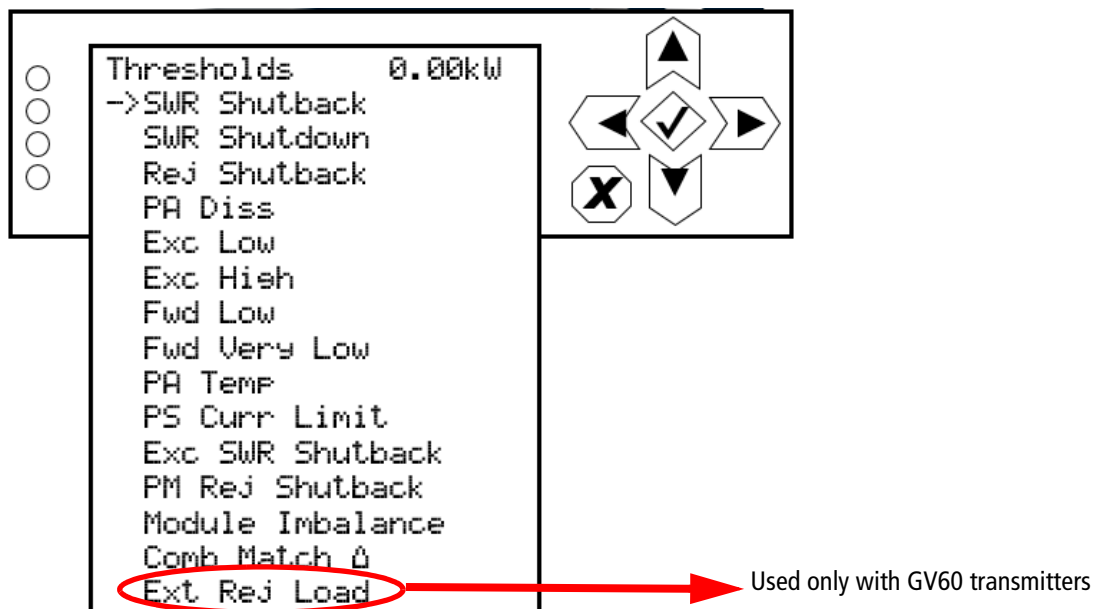 Thresholds 0.00kW
->SWR Shutback
SWR Shutdown
Rej Shutback
PA Diss
Exc Low
Exc High
Fwd Low
Fwd Very Low
PA Temp
PS Curr Limit
Exc SWR Shutback
PM Rej Shutback
Module Imbalance
Comb Match Δ
Ext Rej Load
Used only with GV60 transmitters
X